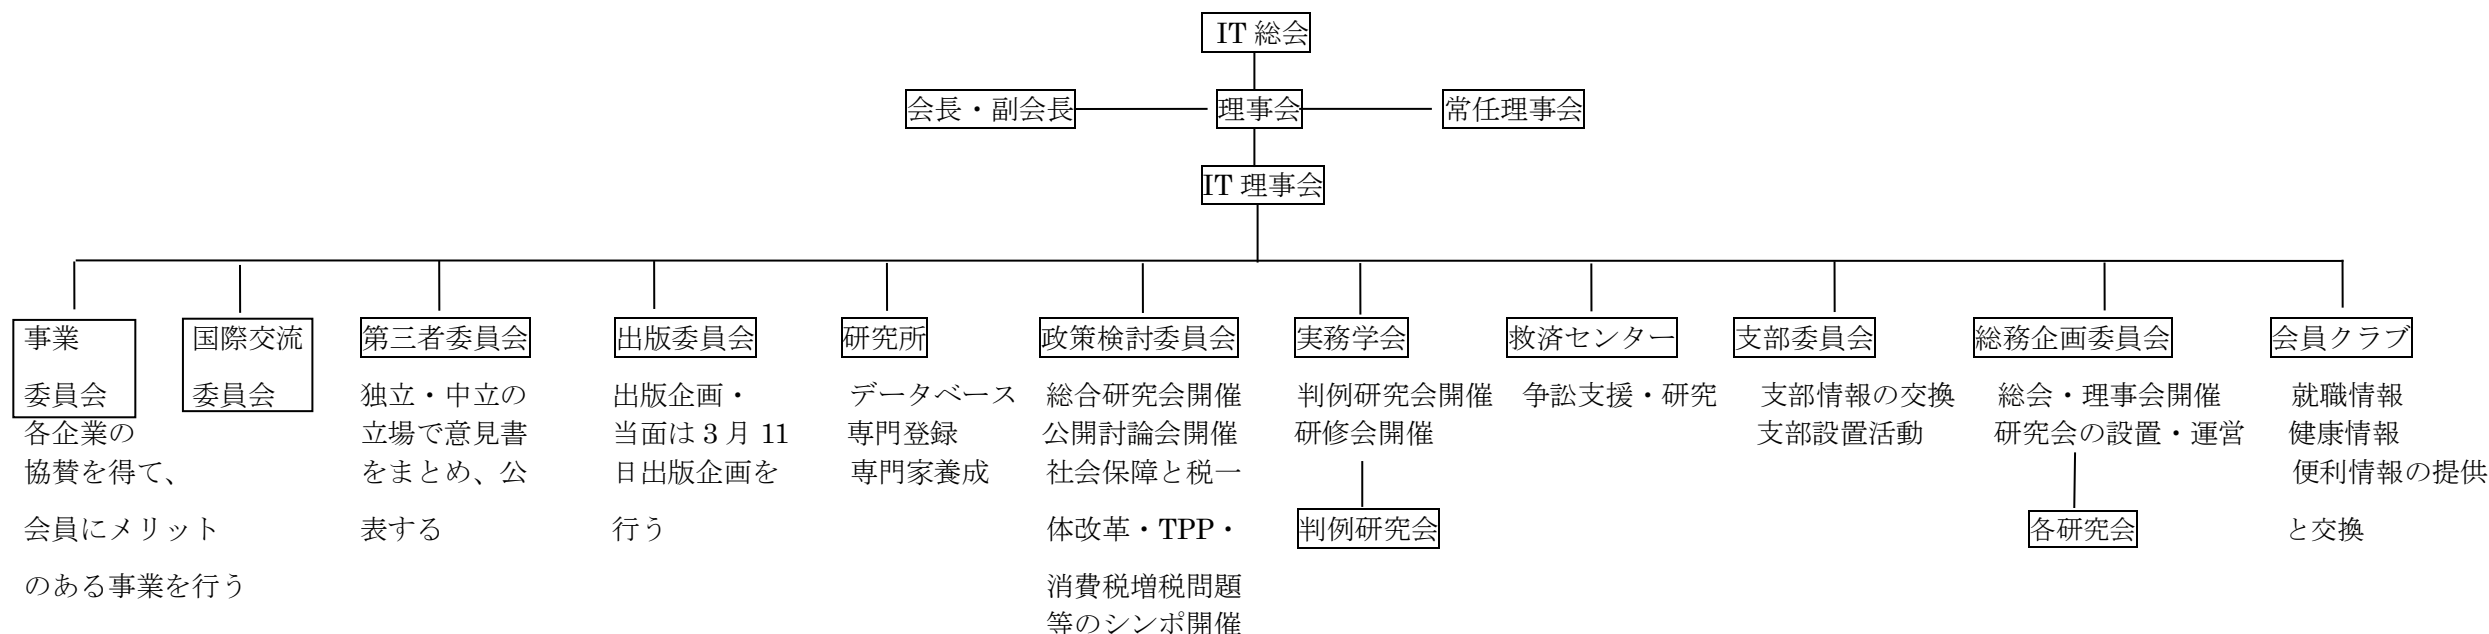 IT 総会
会長・副会長
理事会
常任理事会
IT 理事会
事業
委員会
各企業の
協賛を得て、
会員にメリット
のある事業を行う
国際交流
委員会
第三者委員会
独立・中立の
立場で意見書
をまとめ、公
表する
出版委員会
出版企画・
当面は 3 月 11
日出版企画を
行う
研究所
データベース
専門登録
専門家養成
政策検討委員会
総合研究会開催
公開討論会開催
社会保障と税一
体改革・TPP・
消費税増税問題
等のシンポ開催
実務学会
判例研究会開催
研修会開催
判例研究会
救済センター
争訟支援・研究
支部委員会
支部情報の交換
支部設置活動
総務企画委員会
総会・理事会開催
研究会の設置・運営
各研究会
会員クラブ
就職情報
健康情報
便利情報の提供
と交換